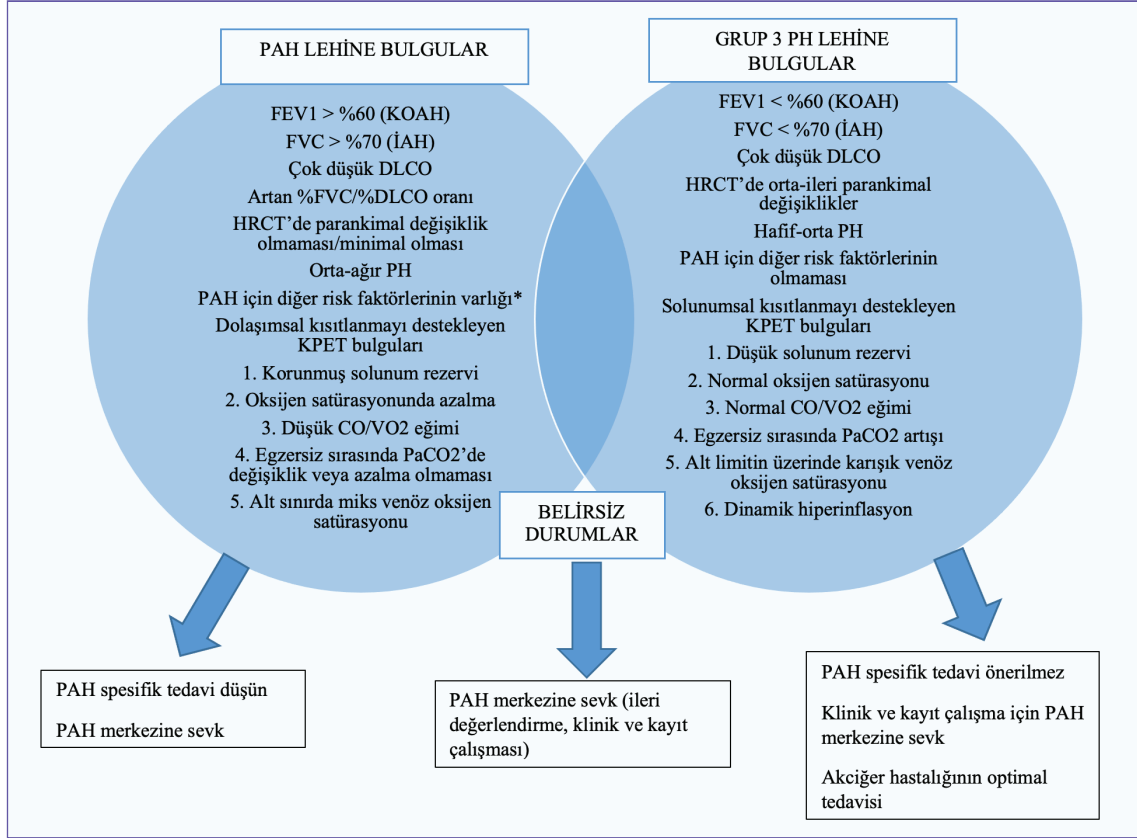 PAH LEHİNE BULGULAR
FEV1 > %60 (KOAH)
FVC > %70 (İAH)
Çok düşük DLCO
Artan %FVC/%DLCO oranı
HRCT’de parankimal değişiklik
olmaması/minimal olması
Orta-ağır PH
PAH için diğer risk faktörlerinin varlığı*
Dolaşımsal kısıtlanmayı destekleyen
KPET bulguları
1. Korunmuş solunum rezervi
2. Oksijen satürasyonunda azalma
3. Düşük CO/VO2 eğimi
4. Egzersiz sırasında PaCO2’de
değişiklik veya azalma olmaması
5. Alt sınırda miks venöz oksijen
satürasyonu
GRUP 3 PH LEHİNE
BULGULAR
FEV1 < %60 (KOAH)
FVC < %70 (İAH)
Çok düşük DLCO
HRCT’de orta-ileri parankimal
değişiklikler
Hafif-orta PH
PAH için diğer risk faktörlerinin
olmaması
Solunumsal kısıtlanmayı destekleyen
KPET bulguları
1. Düşük solunum rezervi
2. Normal oksijen satürasyonu
3. Normal CO/VO2 eğimi
4. Egzersiz sırasında PaCO2 artışı
5. Alt limitin üzerinde karışık venöz
oksijen satürasyonu
6. Dinamik hiperinflasyon
BELİRSİZ
DURUMLAR
PAH spesifik tedavi düşün
PAH merkezine sevk
PAH merkezine sevk (ileri
değerlendirme, klinik ve kayıt
çalışması)
PAH spesifik tedavi önerilmez
Klinik ve kayıt çalışma için PAH
merkezine sevk
Akciğer hastalığının optimal
tedavisi